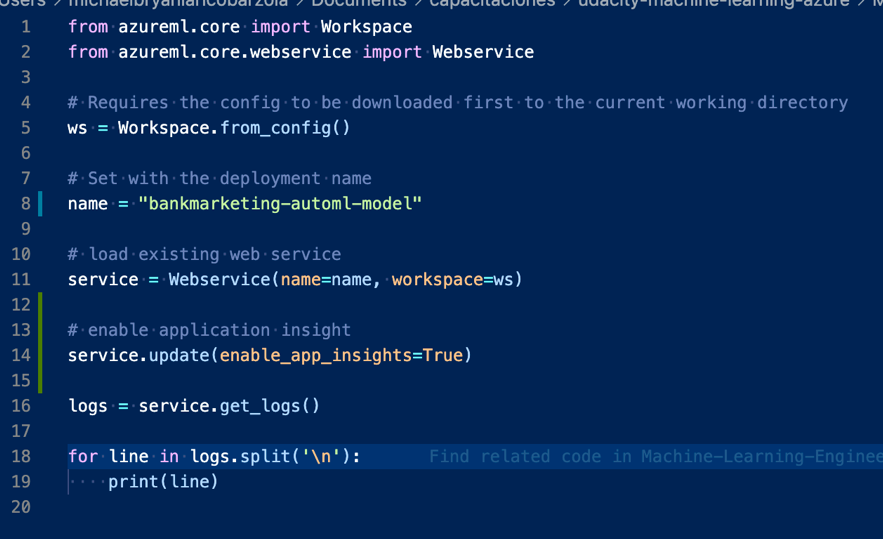 Users > michaelbryanlaricobarzola > Documents > capacitaciones > udacity-machine-learning-azure >
1 from azureml.core import Workspace
2 from azureml.core.webservice import Webservice
3
4 # Requires the config to be downloaded first to the current working directory
5 ws = Workspace.from_config()
6
7 # Set with the deployment name
8 name = "bankmarketing-automl-model"
9
10 # load existing web service
11 service = Webservice(name=name, workspace=ws)
12
13 # enable application insight
14 service.update(enable_app_insights=True)
15
16 logs = service.get_logs()
17
18 for line in logs.split('\n'): Find related code in Machine-Learning-Enginee
19     print(line)
20